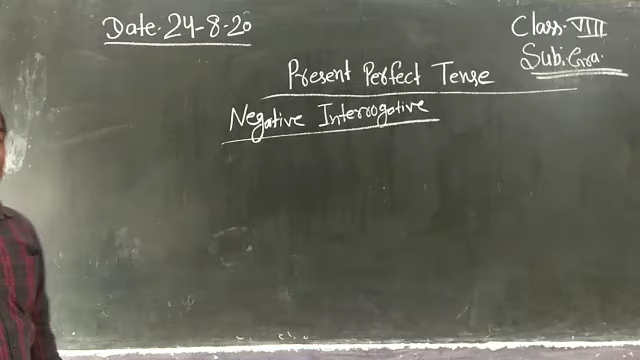 Date. 24-8-20
Class. VIII
Sub: Gra.
Present Perfect Tense
Negative Interrogative